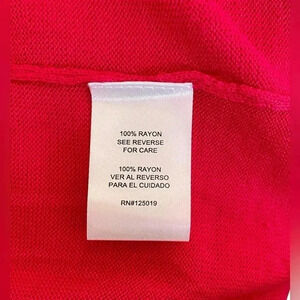 100% RAYON
SEE REVERSE
FOR CARE
100% RAYON
VER AL REVERSO
PARA EL CUIDADO
RN#125019